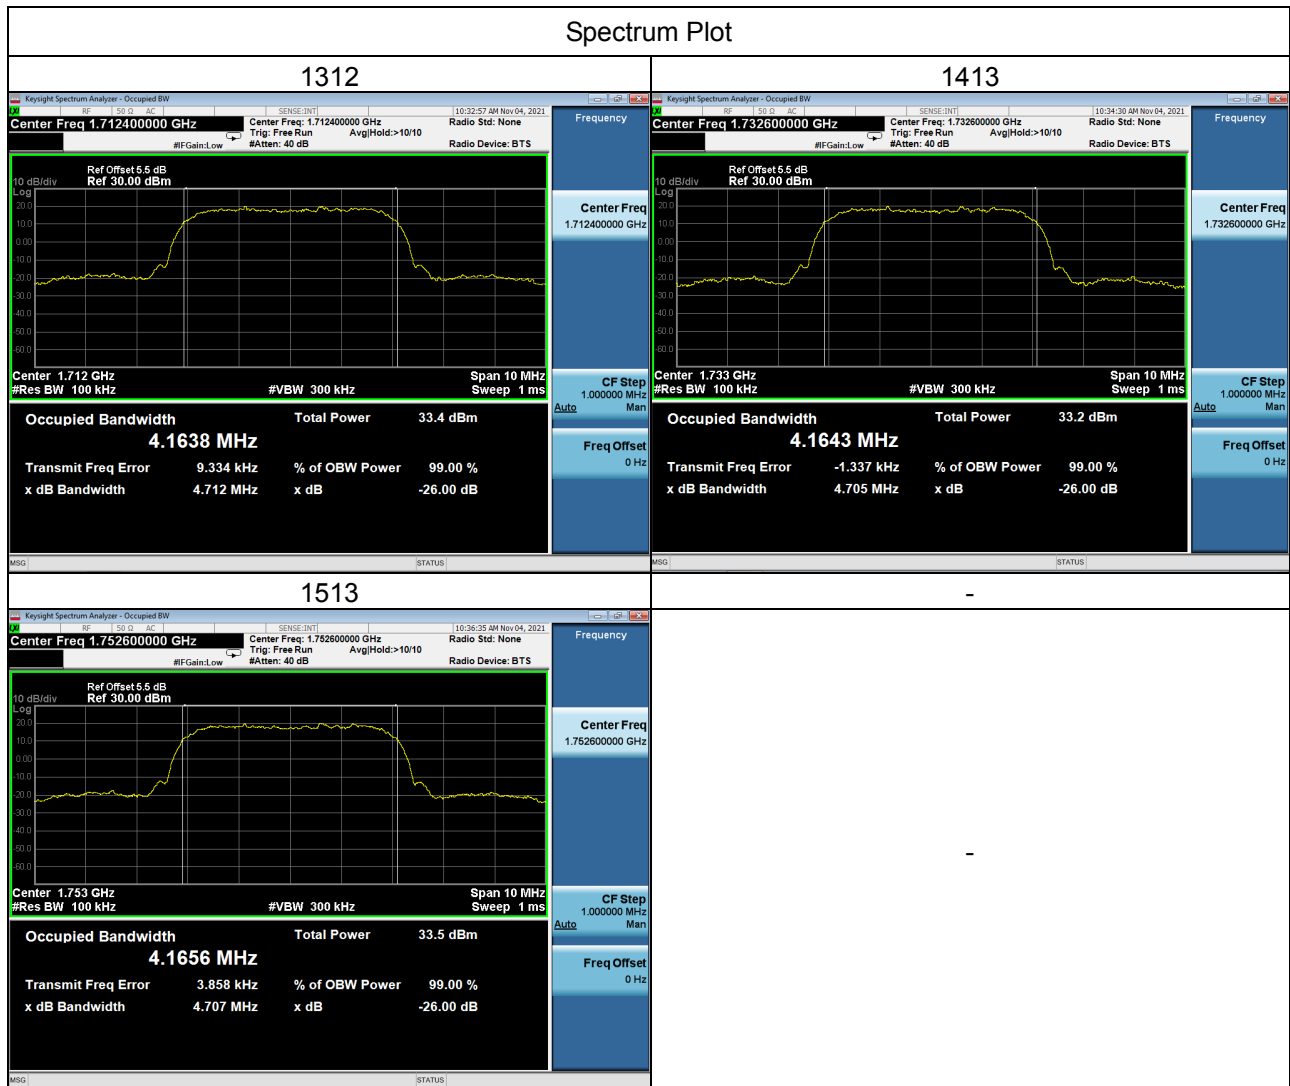 Spectrum Plot
1312
Keysight Spectrum Analyzer - Occupied BW
RF 50 Ω AC SENSE:INT 10:32:57 AM Nov 04, 2021
Center Freq 1.712400000 GHz
Center Freq: 1.712400000 GHz
Radio Std: None
Trig: Free Run Avg|Hold:>10/10
#IFGain:Low #Atten: 40 dB Radio Device: BTS
Frequency
Ref Offset 5.5 dB
10 dB/div Ref 30.00 dBm
Log
20.0
10.0
0.00
-10.0
-20.0
-30.0
-40.0
-50.0
-60.0
Center 1.712 GHz Span 10 MHz
#Res BW 100 kHz #VBW 300 kHz Sweep 1 ms
Center Freq
1.712400000 GHz
CF Step
1.000000 MHz
Auto Man
Freq Offset
0 Hz
Occupied Bandwidth Total Power 33.4 dBm
4.1638 MHz
Transmit Freq Error 9.334 kHz % of OBW Power 99.00 %
x dB Bandwidth 4.712 MHz x dB -26.00 dB
MSG STATUS
1413
Keysight Spectrum Analyzer - Occupied BW
RF 50 Ω AC SENSE:INT 10:34:30 AM Nov 04, 2021
Center Freq 1.732600000 GHz
Center Freq: 1.732600000 GHz
Radio Std: None
Trig: Free Run Avg|Hold:>10/10
#IFGain:Low #Atten: 40 dB Radio Device: BTS
Frequency
Ref Offset 5.5 dB
10 dB/div Ref 30.00 dBm
Log
20.0
10.0
0.00
-10.0
-20.0
-30.0
-40.0
-50.0
-60.0
Center 1.733 GHz Span 10 MHz
#Res BW 100 kHz #VBW 300 kHz Sweep 1 ms
Center Freq
1.732600000 GHz
CF Step
1.000000 MHz
Auto Man
Freq Offset
0 Hz
Occupied Bandwidth Total Power 33.2 dBm
4.1643 MHz
Transmit Freq Error -1.337 kHz % of OBW Power 99.00 %
x dB Bandwidth 4.705 MHz x dB -26.00 dB
MSG STATUS
1513
Keysight Spectrum Analyzer - Occupied BW
RF 50 Ω AC SENSE:INT 10:36:35 AM Nov 04, 2021
Center Freq 1.752600000 GHz
Center Freq: 1.752600000 GHz
Radio Std: None
Trig: Free Run Avg|Hold:>10/10
#IFGain:Low #Atten: 40 dB Radio Device: BTS
Frequency
Ref Offset 5.5 dB
10 dB/div Ref 30.00 dBm
Log
20.0
10.0
0.00
-10.0
-20.0
-30.0
-40.0
-50.0
-60.0
Center 1.753 GHz Span 10 MHz
#Res BW 100 kHz #VBW 300 kHz Sweep 1 ms
Center Freq
1.752600000 GHz
CF Step
1.000000 MHz
Auto Man
Freq Offset
0 Hz
Occupied Bandwidth Total Power 33.5 dBm
4.1656 MHz
Transmit Freq Error 3.858 kHz % of OBW Power 99.00 %
x dB Bandwidth 4.707 MHz x dB -26.00 dB
MSG STATUS
-
-